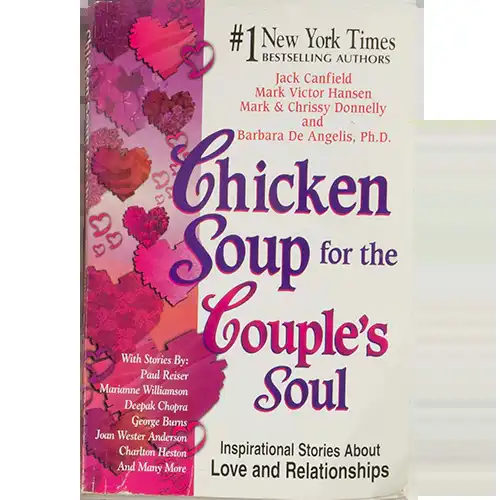 #1 New York Times
BESTSELLING AUTHORS
Jack Canfield
Mark Victor Hansen
Mark & Chrissy Donnelly
and
Barbara De Angelis, Ph.D.
Chicken
Soup for the
Couple's
Soul
With Stories By:
Paul Reiser
Marianne Williamson
Deepak Chopra
George Burns
Joan Wester Anderson
Charlton Heston
And Many More
Inspirational Stories About
Love and Relationships